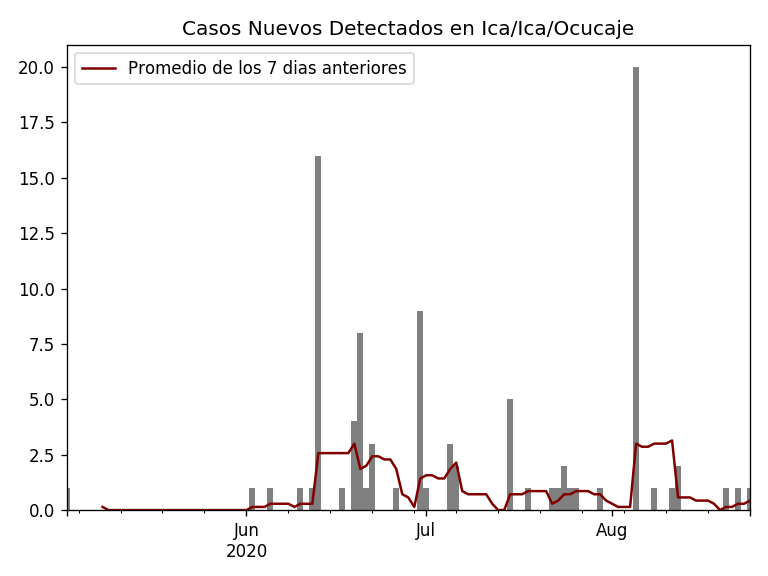 Casos Nuevos Detectados en Ica/Ica/Ocucaje
Promedio de los 7 dias anteriores
20.0
17.5
15.0
12.5
10.0
7.5
5.0
2.5
0.0
Jun
2020
Jul
Aug